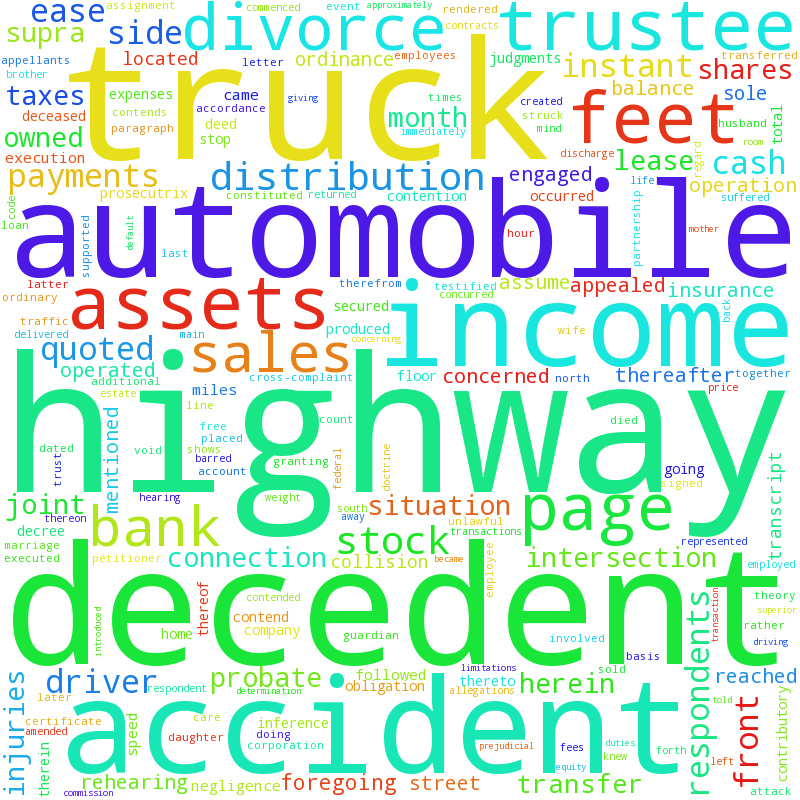 ease
assignment
commenced
event
approximately
rendered
contracts
supra
side
divorce
trustee
appellants
located
letter
ordinance
employees
judgments
instant
transferred
shares
brother
truck
taxes
expenses
came
giving
times
month
feet
balance
sole
created
husband
deceased
contends
accordance
immediately
struck
mind
total
owned
paragraph
deed
stop
room
execution
discharge
lease
regard
cash
payments
prosecutrix
distribution
contention
engaged
life
operation
code
loan
constituted
returned
occurred
partnership
suffered
supported
default
automobile
last
hour
mother
latter
assets
therefrom
testified
concurred
assume
appealed
insurance
ordinary
traffic
secured
income
back
delivered
main
produced
concerning
wife
quoted
sales
operated
additional
cross-complaint
floor
concerned
north
thereafter
together
estate
miles
price
highway
line
count
died
mentioned
free
placed
dated
void
shows
trust
barred
account
granting
federal
doctrine
going
weight
signed
hearing
joint
bank
south
situation
page
transcript
thereon
away
unlawful
decree
stock
transactions
represented
marriage
executed
petitioner
connection
collision
became
employee
intersection
employed
decedent
thereof
contended
contend
company
introduced
home
guardian
involved
basis
respondents
transaction
theory
superior
rather
driving
injuries
driver
respondent
probate
determination
followed
obligation
limitations
thereto
allegations
herein
sold
reached
told
later
accident
certificate
amended
care
inference
doing
corporation
speed
daughter
prejudicial
fees
knew
duties
forth
left
front
contributory
therein
equity
rehearing
negligence
foregoing
street
transfer
attack
commission